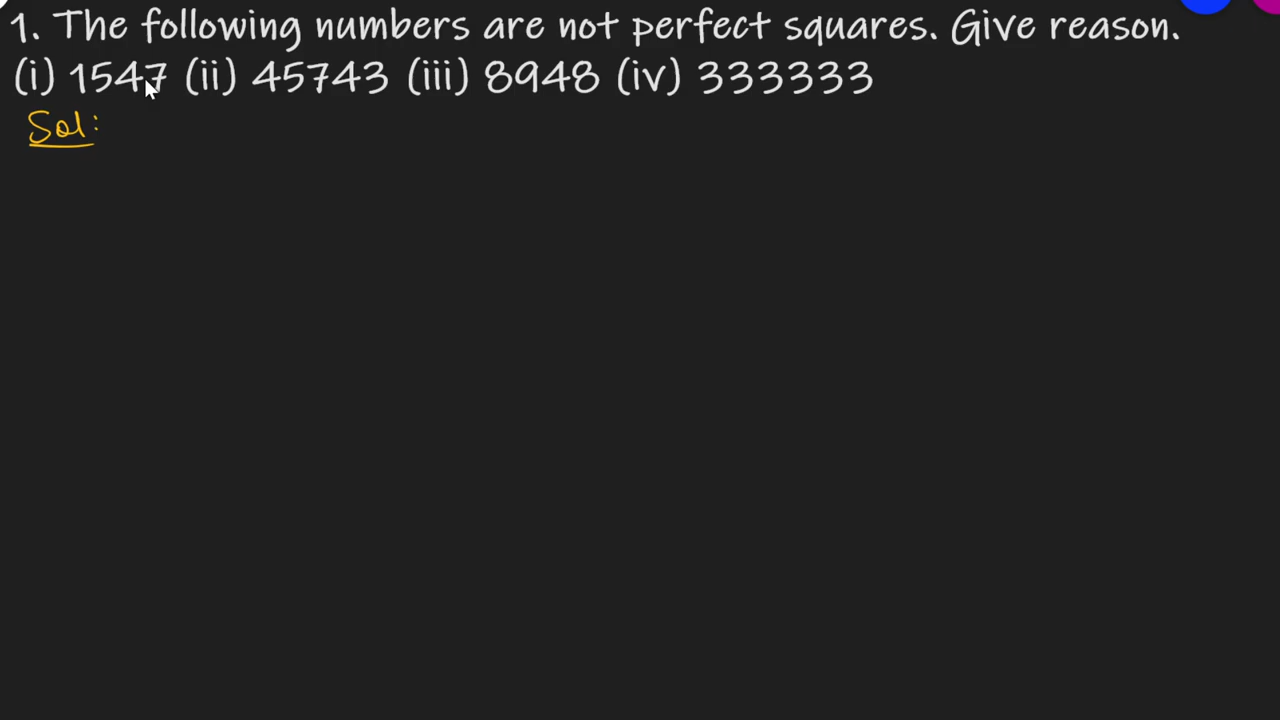 1. The following numbers are not perfect squares. Give reason.
(i) 1547 (ii) 45743 (iii) 8948 (iv) 333333
Sol: